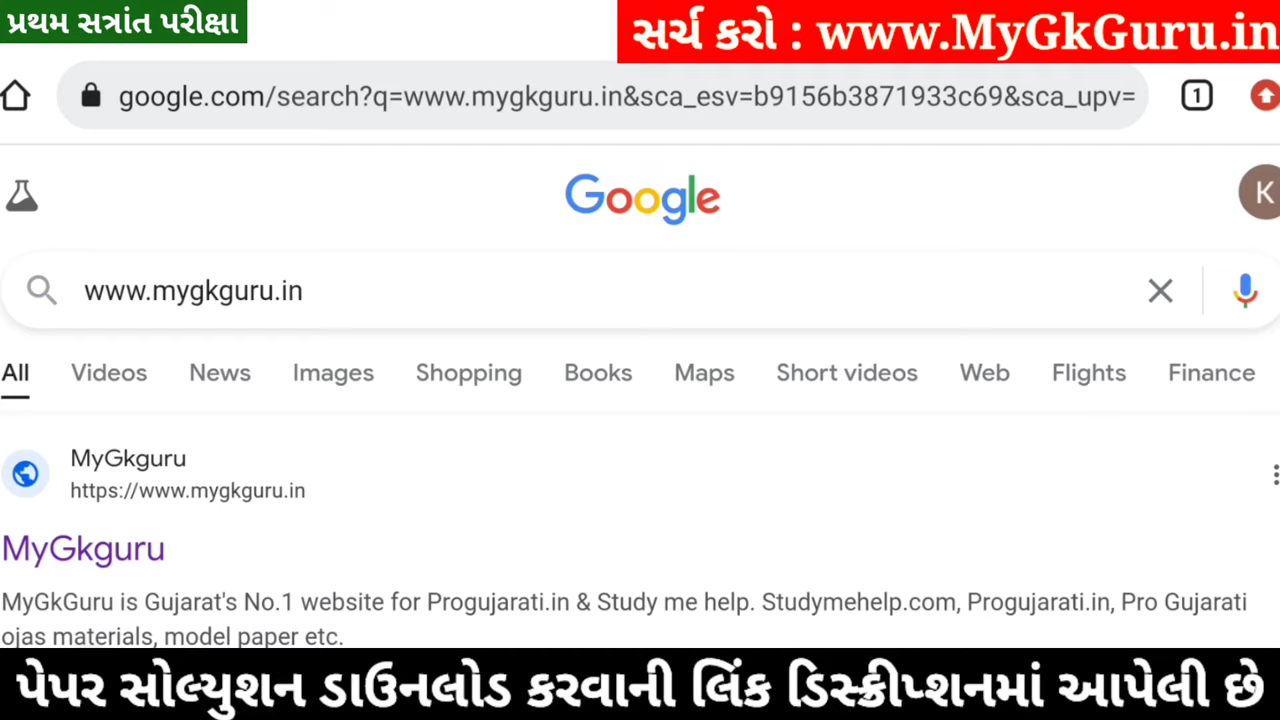 પ્રથમ સત્રાંત પરીક્ષા
સર્ચ કરો : www.MyGkGuru.in
google.com/search?q=www.mygkguru.in&sca_esv=b9156b3871933c69&sca_upv=
1
Google
K
www.mygkguru.in
All Videos News Images Shopping Books Maps Short videos Web Flights Finance
MyGkguru
https://www.mygkguru.in
MyGkguru
MyGkGuru is Gujarat's No.1 website for Progujarati.in & Study me help. Studymehelp.com, Progujarati.in, Pro Gujarati
ojas materials, model paper etc.
પેપર સોલ્યુશન ડાઉનલોડ કરવાની લિંક ડિસ્ક્રીપ્શનમાં આપેલી છે